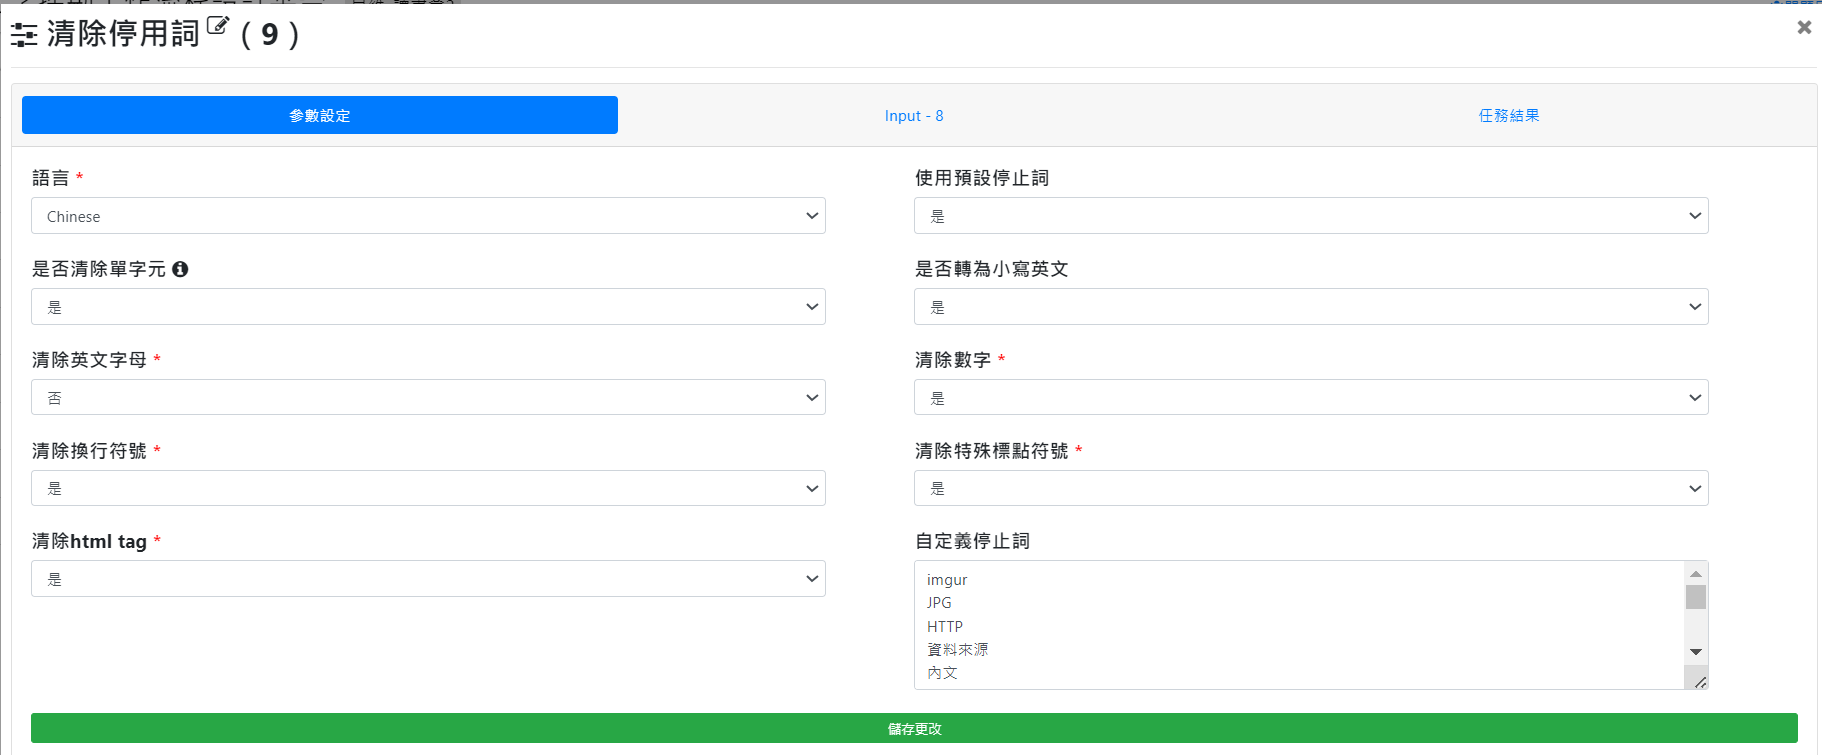 清除停用詞 ( 9 )
參數設定
Input - 8
任務結果
語言 *
使用預設停止詞
Chinese
是
是否清除單字元
是否轉為小寫英文
是
是
清除英文字母 *
清除數字 *
否
是
清除換行符號 *
清除特殊標點符號 *
是
是
清除html tag *
自定義停止詞
是
imgur
JPG
HTTP
資料來源
內文
儲存更改